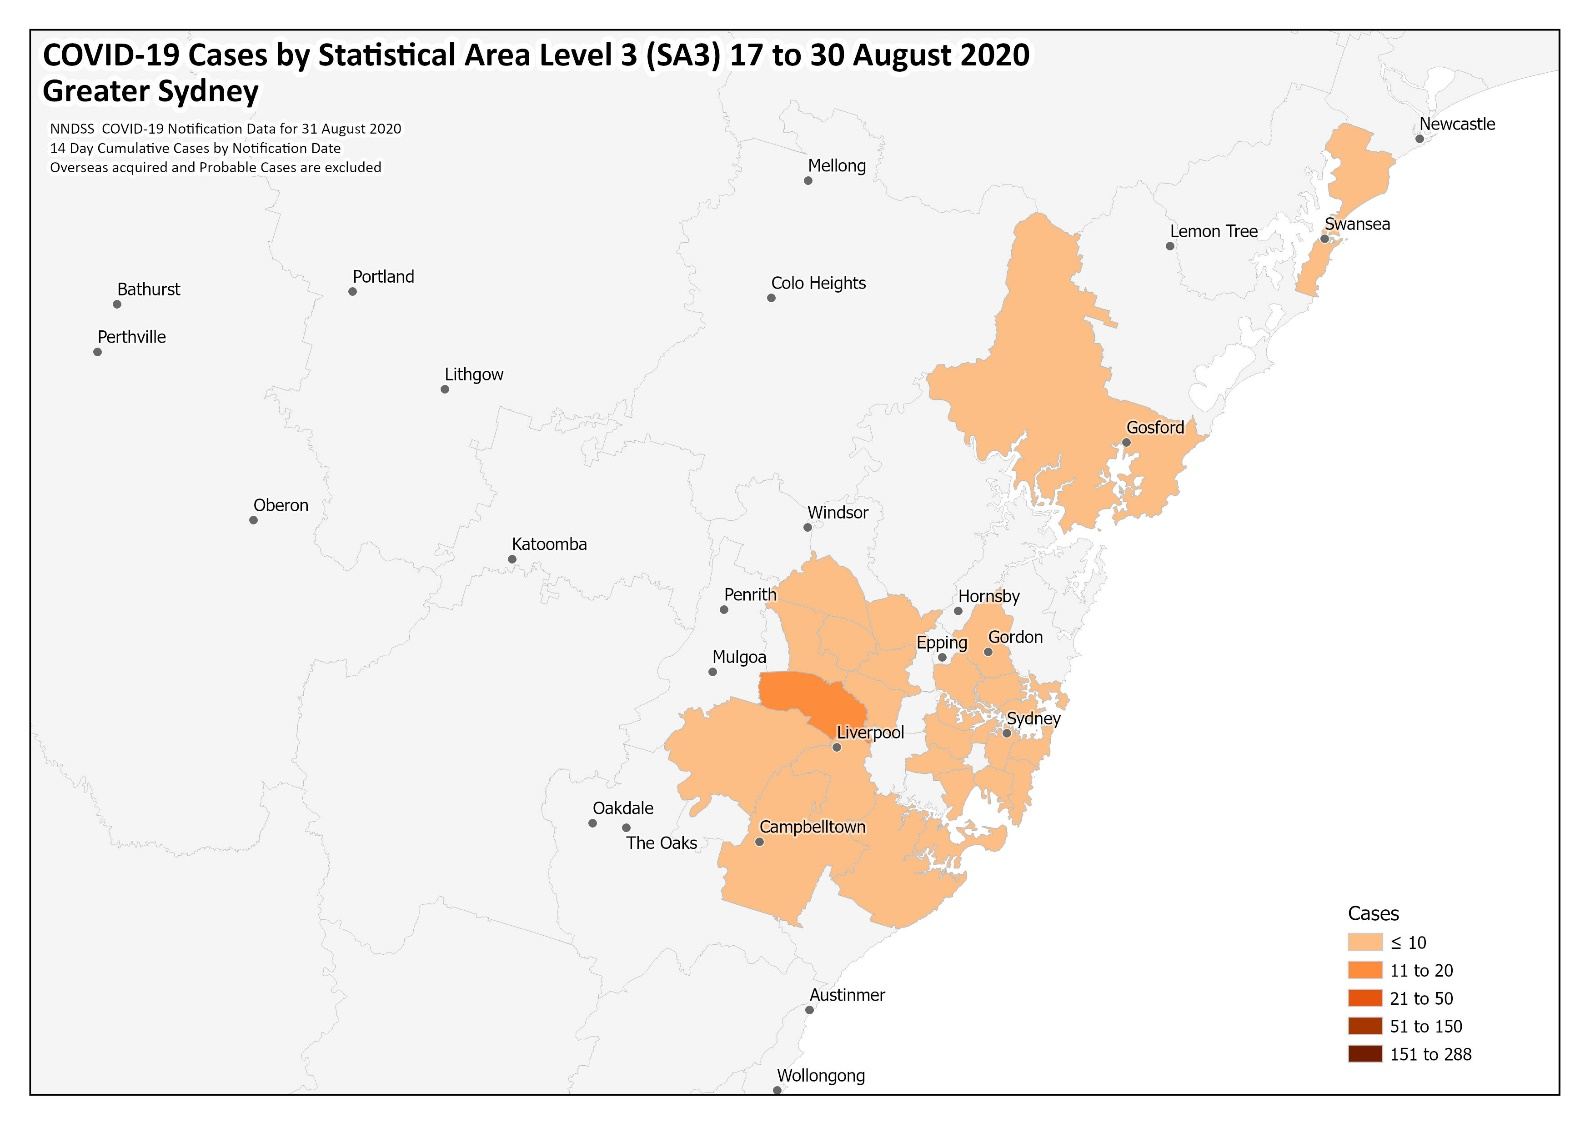 COVID-19 Cases by Statistical Area Level 3 (SA3) 17 to 30 August 2020
Greater Sydney
NNDSS  COVID-19 Notification Data for 31 August 2020
14 Day Cumulative Cases by Notification Date
Overseas acquired and Probable Cases are excluded
Newcastle
Mellong
Swansea
Lemon Tree
Portland
Colo Heights
Bathurst
Perthville
Lithgow
Gosford
Oberon
Windsor
Katoomba
Penrith
Hornsby
Gordon
Epping
Mulgoa
Sydney
Liverpool
Oakdale
Campbelltown
The Oaks
Cases
≤ 10
11 to 20
21 to 50
51 to 150
151 to 288
Austinmer
Wollongong